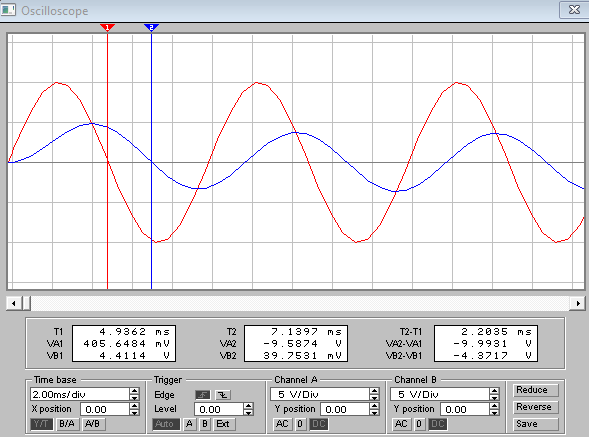 Oscilloscope
1 2
T1 4.9362 ms T2 7.1397 ms T2-T1 2.2035 ms
VA1 405.6484 mV VA2 -9.5874 V VA2-VA1 -9.9931 V
VB1 4.4114 V VB2 39.7531 mV VB2-VB1 -4.3717 V
Time base Trigger Channel A Channel B
2.00ms/div Edge 5 V/Div 5 V/Div Reduce
X position 0.00 Level 0.00 Y position 0.00 Y position 0.00 Reverse
Y/T B/A A/B Auto A B Ext AC 0 DC AC 0 DC Save